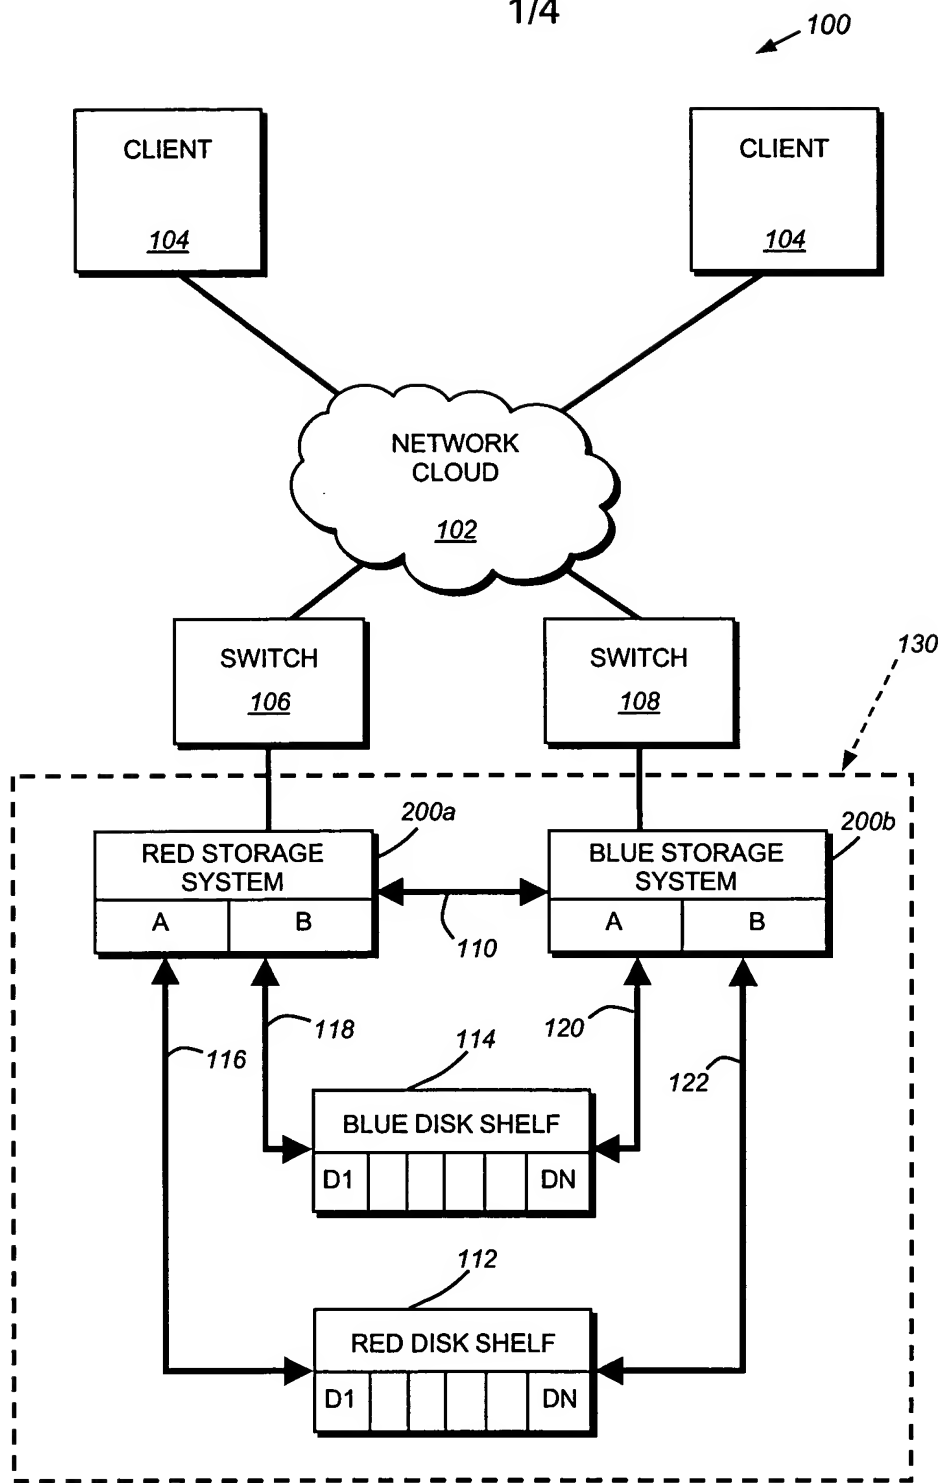 1/4
100
CLIENT
104
CLIENT
104
NETWORK
CLOUD
102
SWITCH
106
SWITCH
108
130
200a
RED STORAGE
SYSTEM
A
B
200b
BLUE STORAGE
SYSTEM
A
B
110
116
118
120
122
114
BLUE DISK SHELF
D1
DN
112
RED DISK SHELF
D1
DN